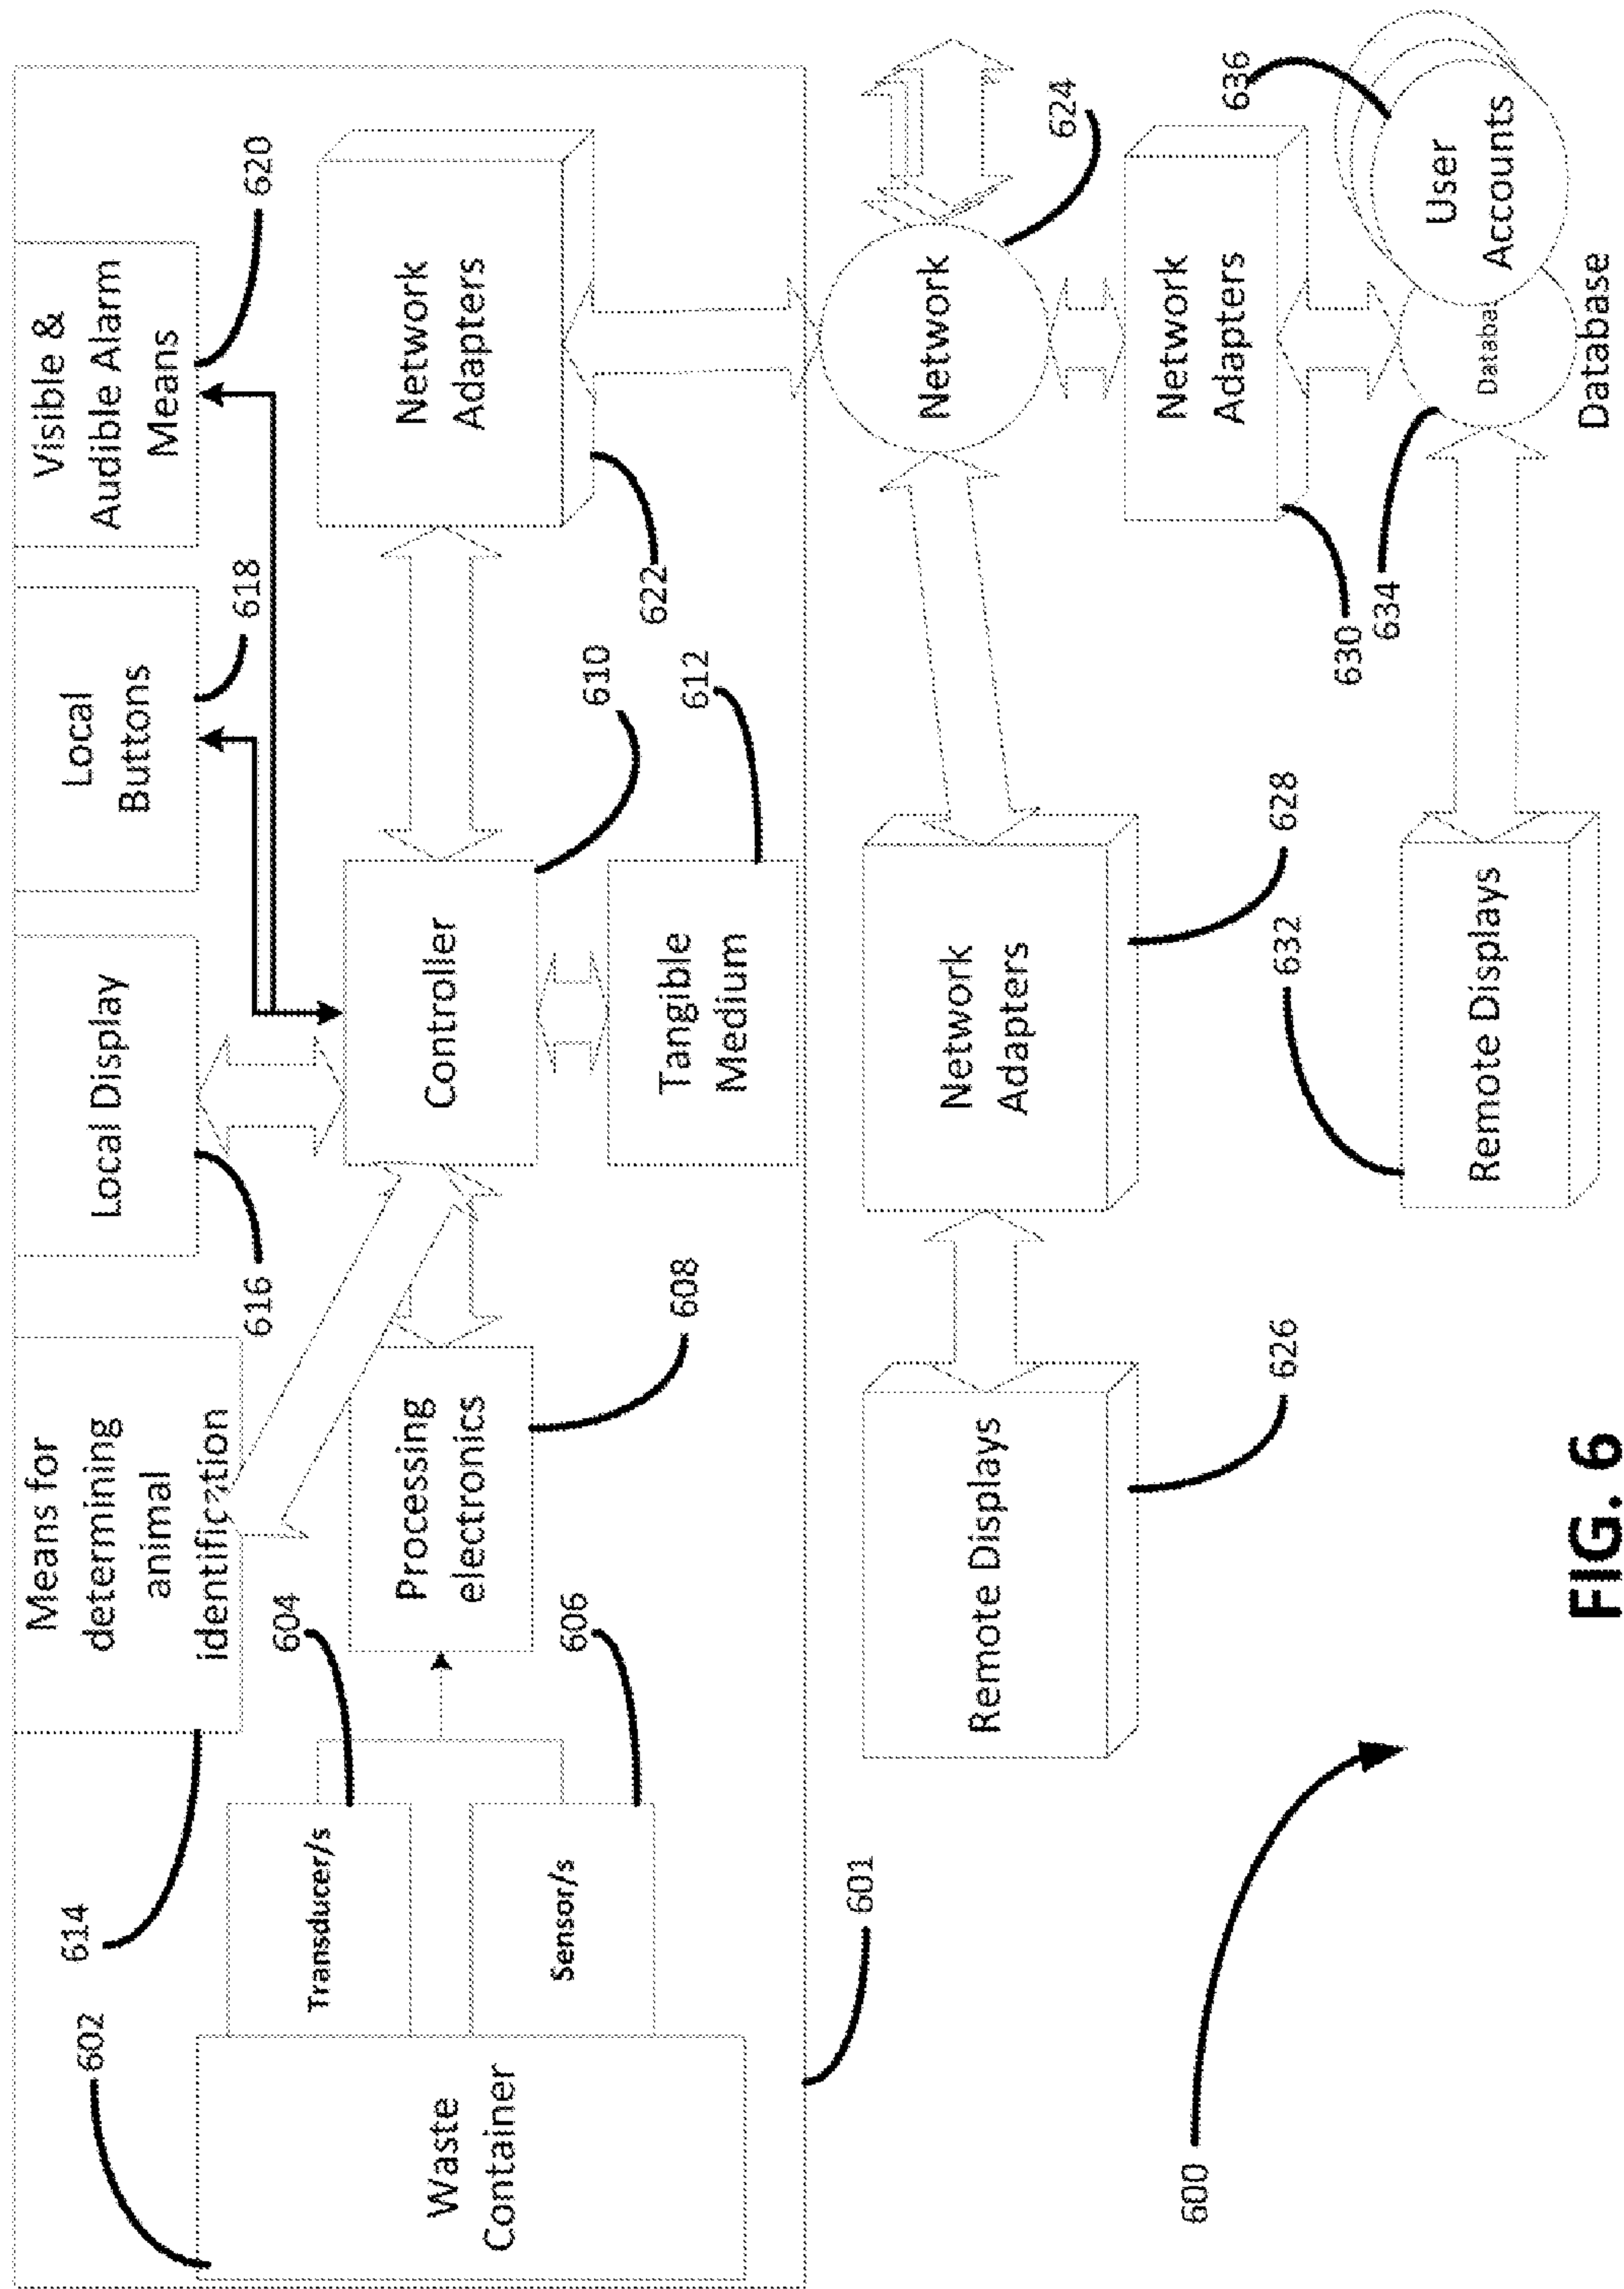 602
614
Means for
determining
animal
identification
616
Local Display
Local
Buttons
618
Visible &
Audible Alarm
Means
620
Waste
Container
Transducer/s
604
Sensor/s
606
Processing
electronics
608
Controller
610
Tangible
Medium
612
Network
Adapters
622
601
Remote Displays
626
Network
Adapters
628
Network
624
Network
Adapters
630
632
Remote Displays
634
Databa
Database
User
Accounts
636
600
FIG. 6